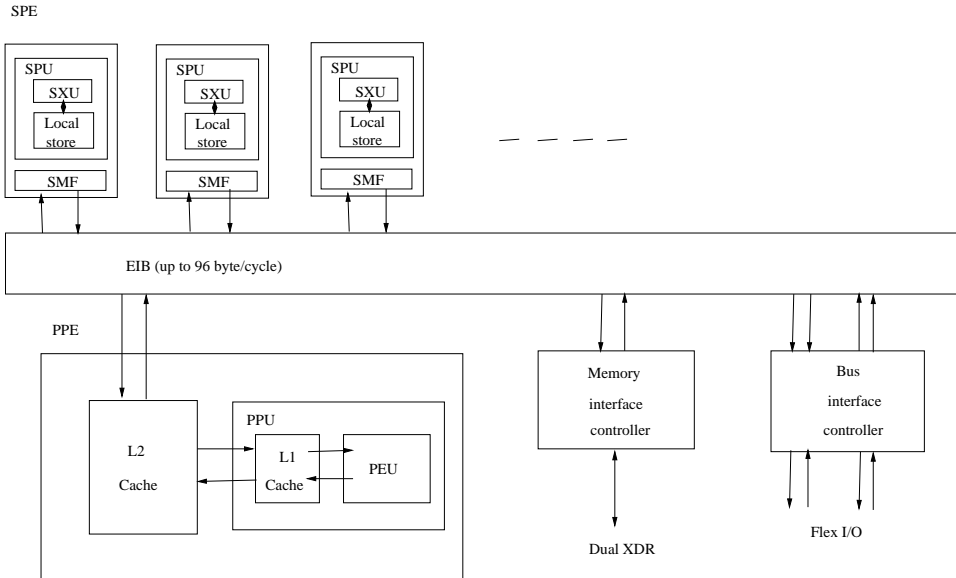 SPE
SPU
SXU
Local
store
SMF
SPU
SXU
Local
store
SMF
SPU
SXU
Local
store
SMF
EIB (up to 96 byte/cycle)
PPE
L2
Cache
PPU
L1
Cache
PEU
Memory
interface
controller
Dual XDR
Bus
interface
controller
Flex I/O